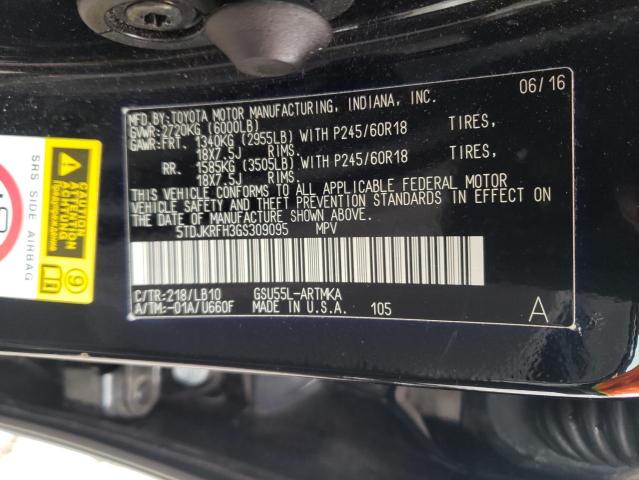 MFD.BY:TOYOTA MOTOR MANUFACTURING, INDIANA, INC. 06/16
GVWR:2720KG (6000LB)
GAWR:FRT. 1340KG (2955LB) WITH P245/60R18 TIRES,
18X7.5J RIMS,
RR. 1585KG (3505LB) WITH P245/60R18 TIRES,
18X7.5J RIMS
THIS VEHICLE CONFORMS TO ALL APPLICABLE FEDERAL MOTOR
VEHICLE SAFETY AND THEFT PREVENTION STANDARDS IN EFFECT
ON THE DATE OF MANUFACTURE SHOWN ABOVE.
5TDJKRFH3GS309095 MPV
C/TR:218/LB10 GSU55L-ARTMKA
A/TM:-01A/U660F MADE IN U.S.A. 105 A
SRS SIDE AIRBAG
ATTENTION
9